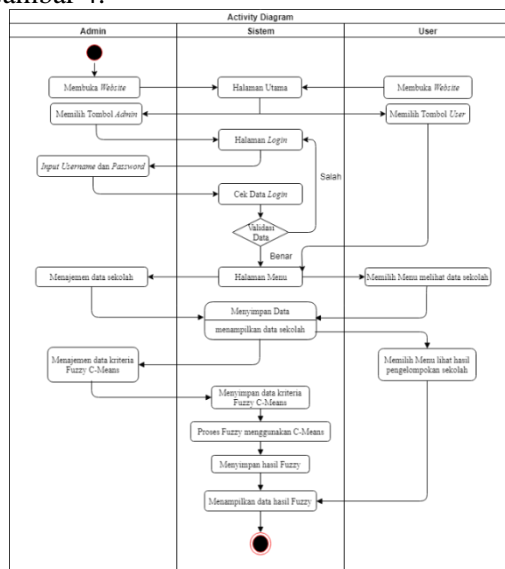 Gambar 4.
Activity Diagram
Admin Sistem User
Membuka Website Halaman Utama Membuka Website
Memilih Tombol Admin Memilih Tombol User
Halaman Login
Input Username dan Password
Salah
Cek Data Login
Validasi
Data
Benar
Menajemen data sekolah Halaman Menu Memilih Menu melihat data sekolah
Menyimpan Data
menampilkan data sekolah
Menajemen data kriteria
Fuzzy C-Means
Memilih Menu lihat hasil
pengelompokan sekolah
Menyimpan data kriteria
Fuzzy C-Means
Proses Fuzzy menggunakan C-Means
Menyimpan hasil Fuzzy
Menampilkan data hasil Fuzzy